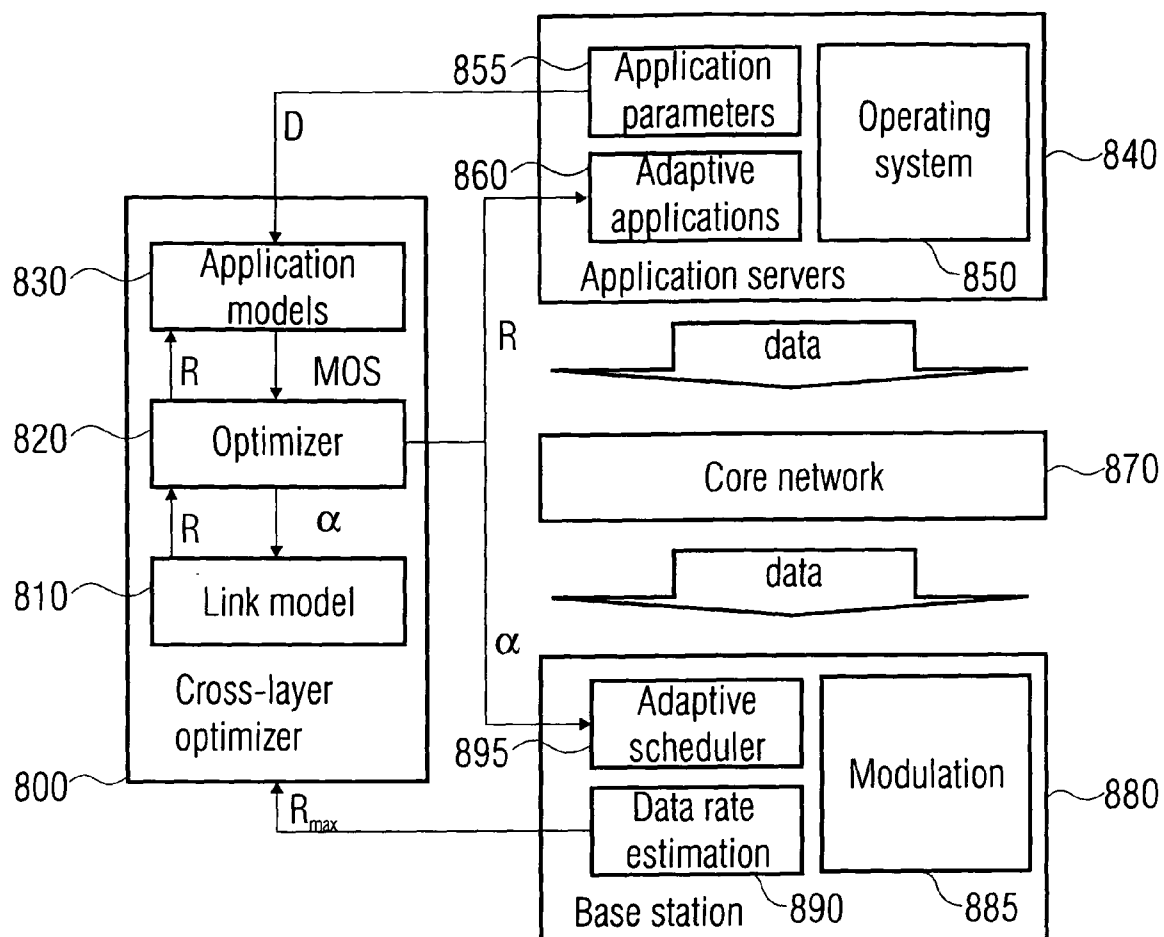 855
Application
parameters
Operating
system
840
D
860
Adaptive
applications
Application servers
850
830
Application
models
R
MOS
R
data
820
Optimizer
Core network
870
R
α
data
810
Link model
α
Cross-layer
optimizer
800
Adaptive
scheduler
895
Modulation
880
Rmax
Data rate
estimation
Base station
890
885